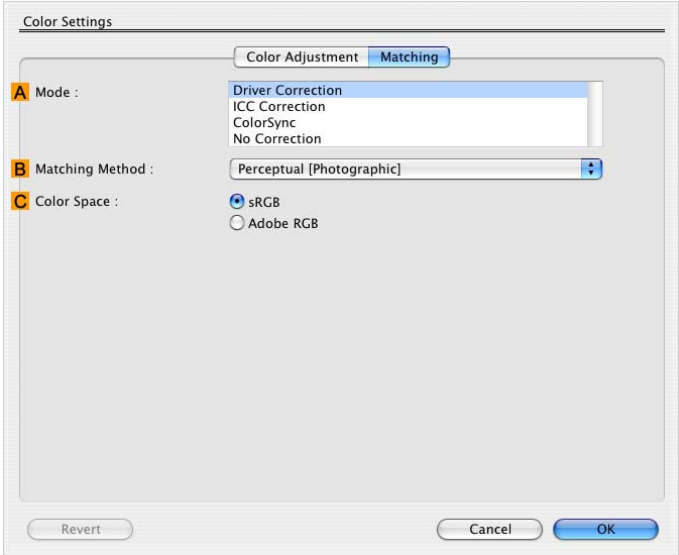 Color Settings
Color Adjustment Matching
A Mode : Driver Correction
ICC Correction
ColorSync
No Correction
B Matching Method : Perceptual [Photographic]
C Color Space : sRGB
Adobe RGB
Revert Cancel OK